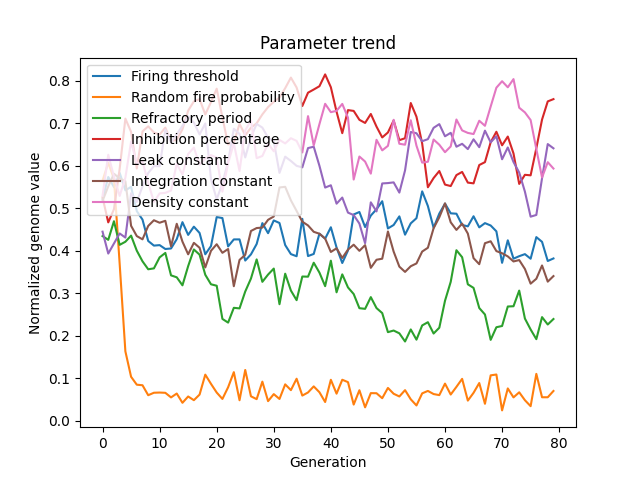 Parameter trend
Firing threshold
Random fire probability
Refractory period
Inhibition percentage
Leak constant
Integration constant
Density constant
Normalized genome value
0.8
0.7
0.6
0.5
0.4
0.3
0.2
0.1
0.0
0 10 20 30 40 50 60 70 80
Generation